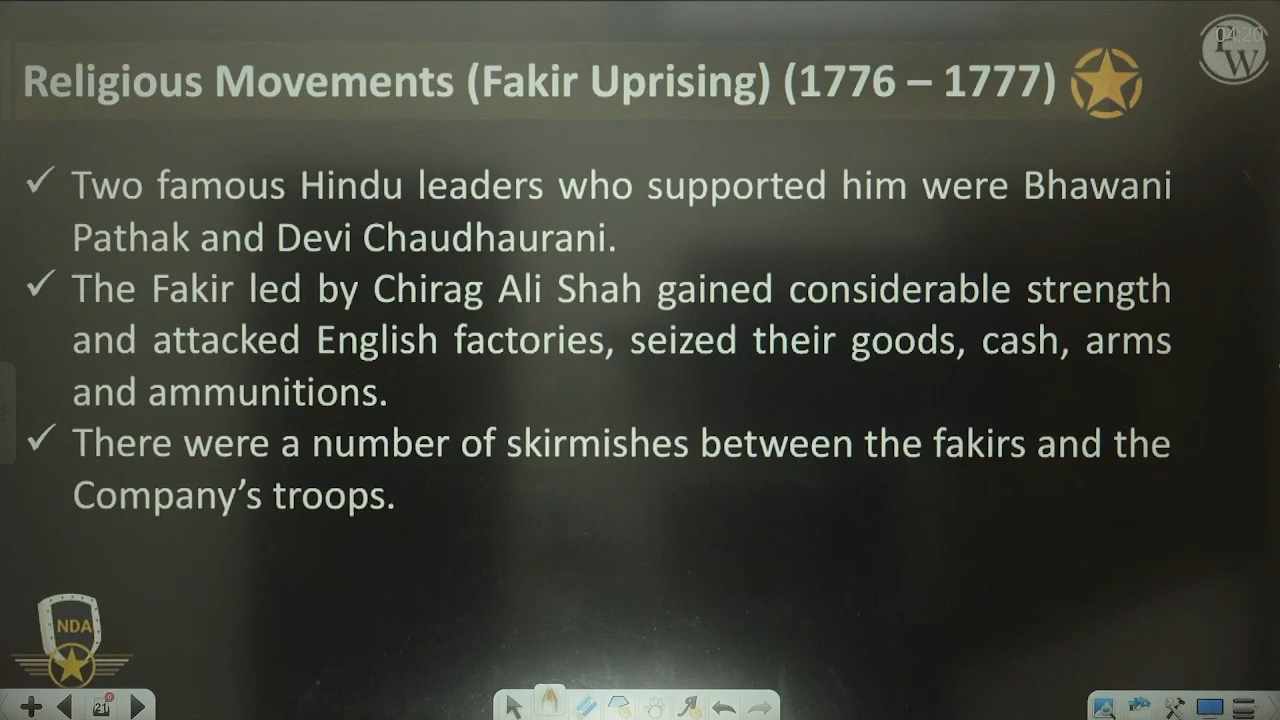 Religious Movements (Fakir Uprising) (1776 – 1777)
✓ Two famous Hindu leaders who supported him were Bhawani
Pathak and Devi Chaudhaurani.
✓ The Fakir led by Chirag Ali Shah gained considerable strength
and attacked English factories, seized their goods, cash, arms
and ammunitions.
✓ There were a number of skirmishes between the fakirs and the
Company’s troops.
PW
NDA
21